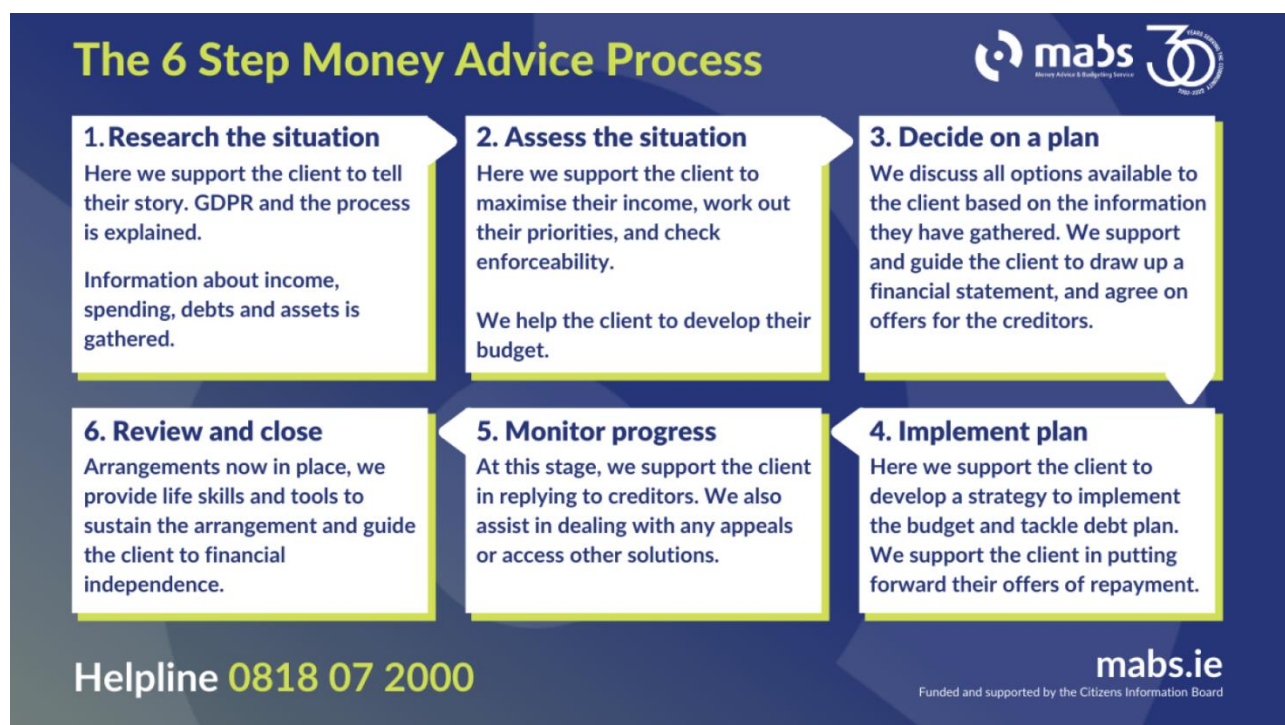 The 6 Step Money Advice Process
mabs
Money Advice & Budgeting Service
30
YEARS SERVING THE COMMUNITY
1992-2022
1. Research the situation
Here we support the client to tell
their story. GDPR and the process
is explained.
Information about income,
spending, debts and assets is
gathered.
2. Assess the situation
Here we support the client to
maximise their income, work out
their priorities, and check
enforceability.
We help the client to develop their
budget.
3. Decide on a plan
We discuss all options available to
the client based on the information
they have gathered. We support
and guide the client to draw up a
financial statement, and agree on
offers for the creditors.
4. Implement plan
Here we support the client to
develop a strategy to implement
the budget and tackle debt plan.
We support the client in putting
forward their offers of repayment.
5. Monitor progress
At this stage, we support the client
in replying to creditors. We also
assist in dealing with any appeals
or access other solutions.
6. Review and close
Arrangements now in place, we
provide life skills and tools to
sustain the arrangement and guide
the client to financial
independence.
Helpline 0818 07 2000
mabs.ie
Funded and supported by the Citizens Information Board